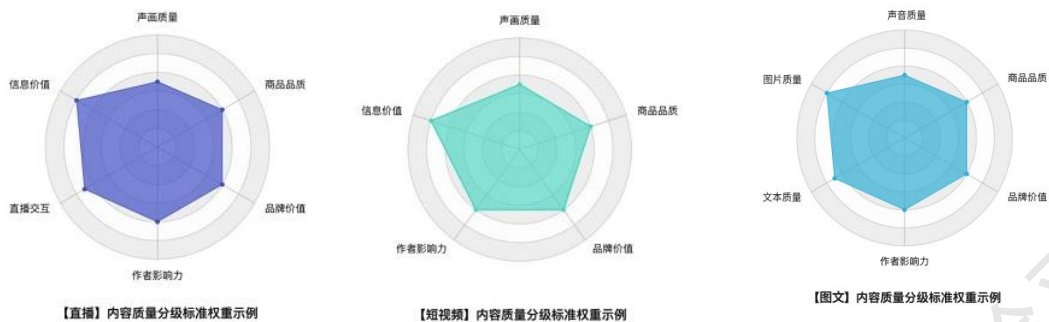 声画质量
信息价值
商品品质
直播交互
品牌价值
作者影响力
【直播】内容质量分级标准权重示例
声画质量
信息价值
商品品质
作者影响力
品牌价值
【短视频】内容质量分级标准权重示例
声音质量
图片质量
商品品质
文本质量
品牌价值
作者影响力
【图文】内容质量分级标准权重示例